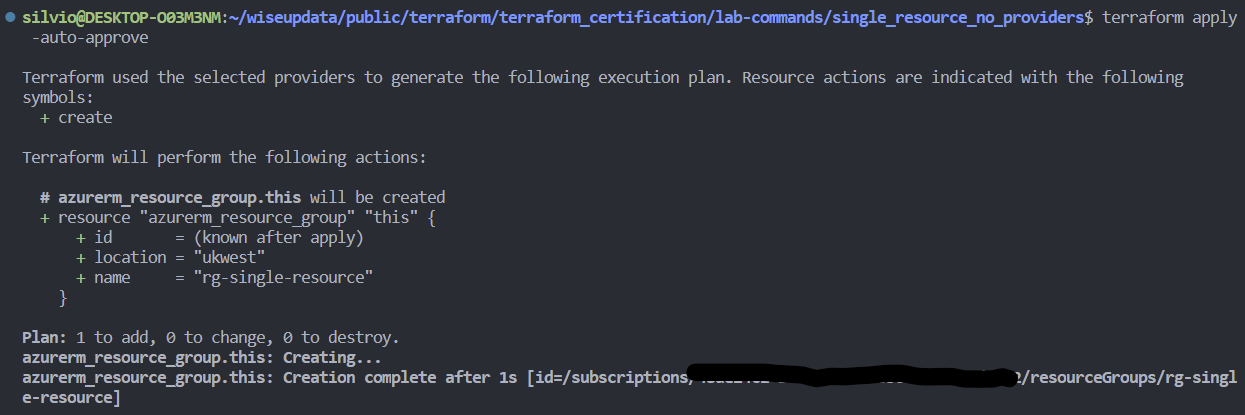 silvio@DESKTOP-O03M3NM:~/wiseupdata/public/terraform/terraform_certification/lab-commands/single_resource_no_providers$ terraform apply
-auto-approve
Terraform used the selected providers to generate the following execution plan. Resource actions are indicated with the following
symbols:
+ create
Terraform will perform the following actions:
# azurerm_resource_group.this will be created
+ resource "azurerm_resource_group" "this" {
+ id       = (known after apply)
+ location = "ukwest"
+ name     = "rg-single-resource"
}
Plan: 1 to add, 0 to change, 0 to destroy.
azurerm_resource_group.this: Creating...
azurerm_resource_group.this: Creation complete after 1s [id=/subscriptions/ 2/resourceGroups/rg-singl
e-resource]